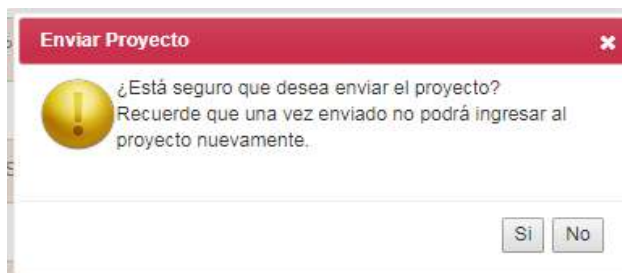 Enviar Proyecto
¿Está seguro que desea enviar el proyecto?
Recuerde que una vez enviado no podrá ingresar al
proyecto nuevamente.
Si No